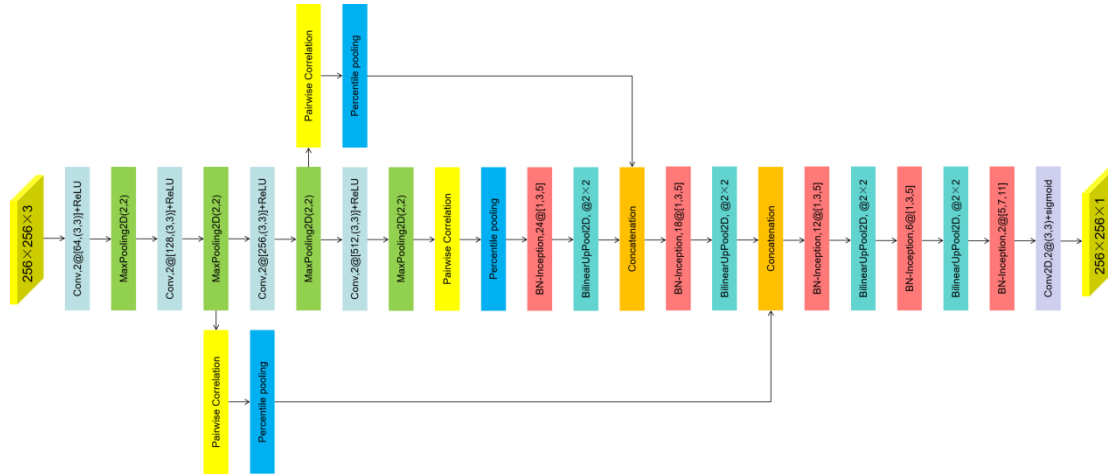 256×256×3
Conv,2@[64,(3,3)]+ReLU
MaxPooling2D(2,2)
Conv,2@[128,(3,3)]+ReLU
MaxPooling2D(2,2)
Conv,2@[256,(3,3)]+ReLU
MaxPooling2D(2,2)
Conv,2@[512,(3,3)]+ReLU
MaxPooling2D(2,2)
Pairwise Correlation
Percentile pooling
BN-Inception,24@[1,3,5]
BilinearUpPool2D, @2×2
Concatenation
BN-Inception,18@[1,3,5]
BilinearUpPool2D, @2×2
Concatenation
BN-Inception,12@[1,3,5]
BilinearUpPool2D, @2×2
BN-Inception,6@[1,3,5]
BilinearUpPool2D, @2×2
BN-Inception,2@[5,7,11]
Conv2D,2@(3,3)+sigmoid
256×256×1
Pairwise Correlation
Percentile pooling
Pairwise Correlation
Percentile pooling